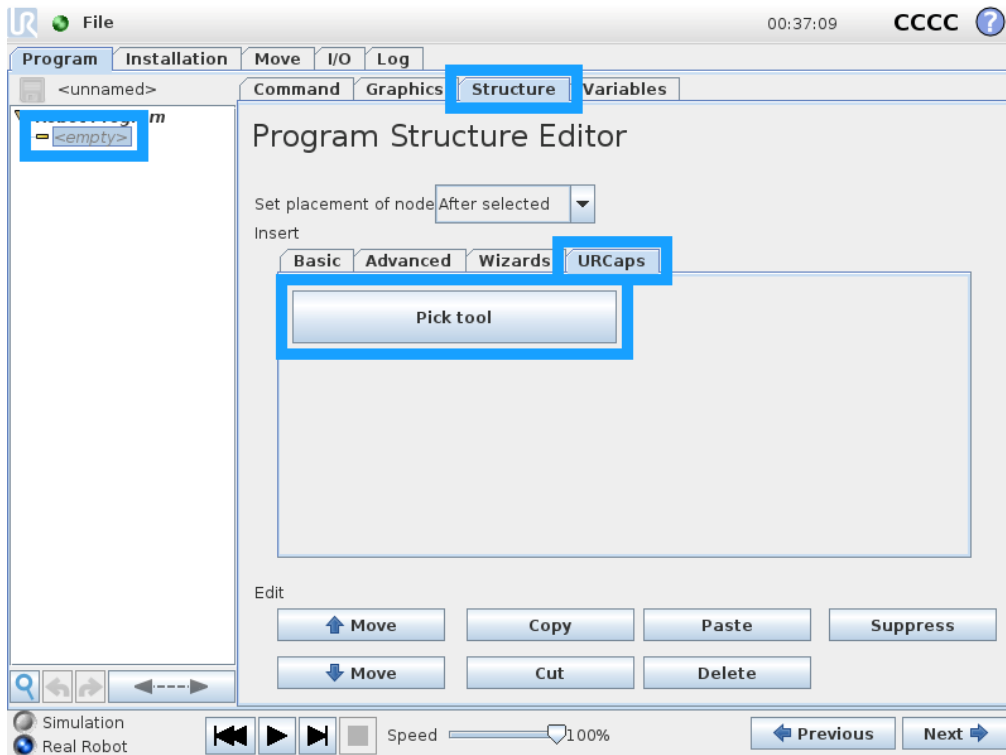 UR File 00:37:09 CCCC ?
Program Installation Move I/O Log
<unnamed> Command Graphics Structure Variables
<empty>
Program Structure Editor
Set placement of node After selected
Insert
Basic Advanced Wizards URCaps
Pick tool
Edit
Move Copy Paste Suppress
Move Cut Delete
Simulation
Real Robot
Speed 100%
Previous Next